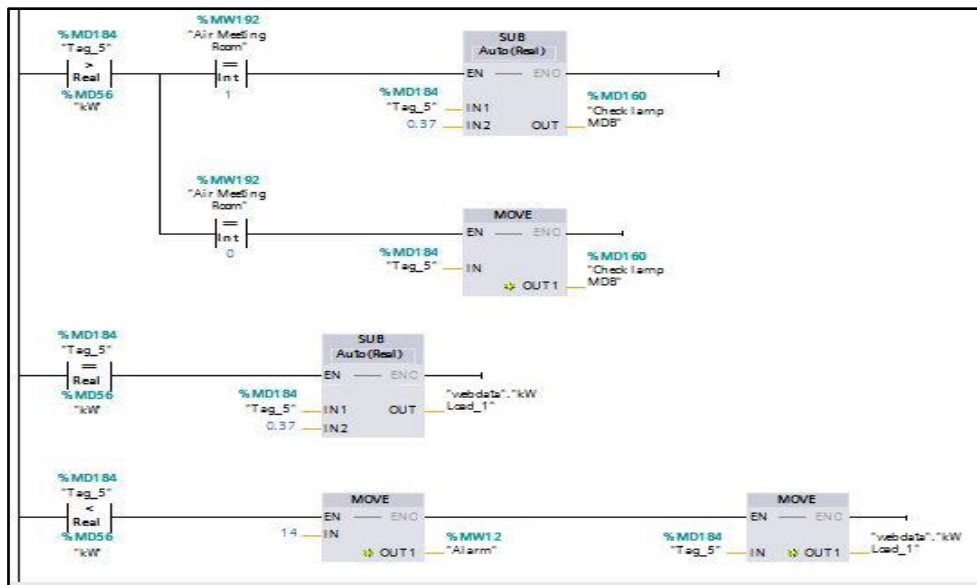 %MW192
%MD184
"Air Meeting
Room"
"Tag_5"
>
Real
==
Int
%MD56
"kW"
1
SUB
Auto (Real)
EN
ENO
%MD184
"Tag_5"
IN1
0.37
IN2
OUT
%MD160
"Check lamp
MDB"
%MW192
"Air Meeting
Room"
==
Int
0
MOVE
EN
ENO
%MD184
"Tag_5"
IN
OUT1
%MD160
"Check lamp
MDB"
%MD184
"Tag_5"
==
Real
%MD56
"kW"
SUB
Auto (Real)
EN
ENO
%MD184
"Tag_5"
IN1
0.37
IN2
OUT
"webdata"."kW
Load_1"
%MD184
"Tag_5"
<
Real
%MD56
"kW"
MOVE
EN
ENO
14
IN
OUT1
%MW12
"Alarm"
MOVE
EN
ENO
%MD184
"Tag_5"
IN
OUT1
"webdata"."kW
Load_1"